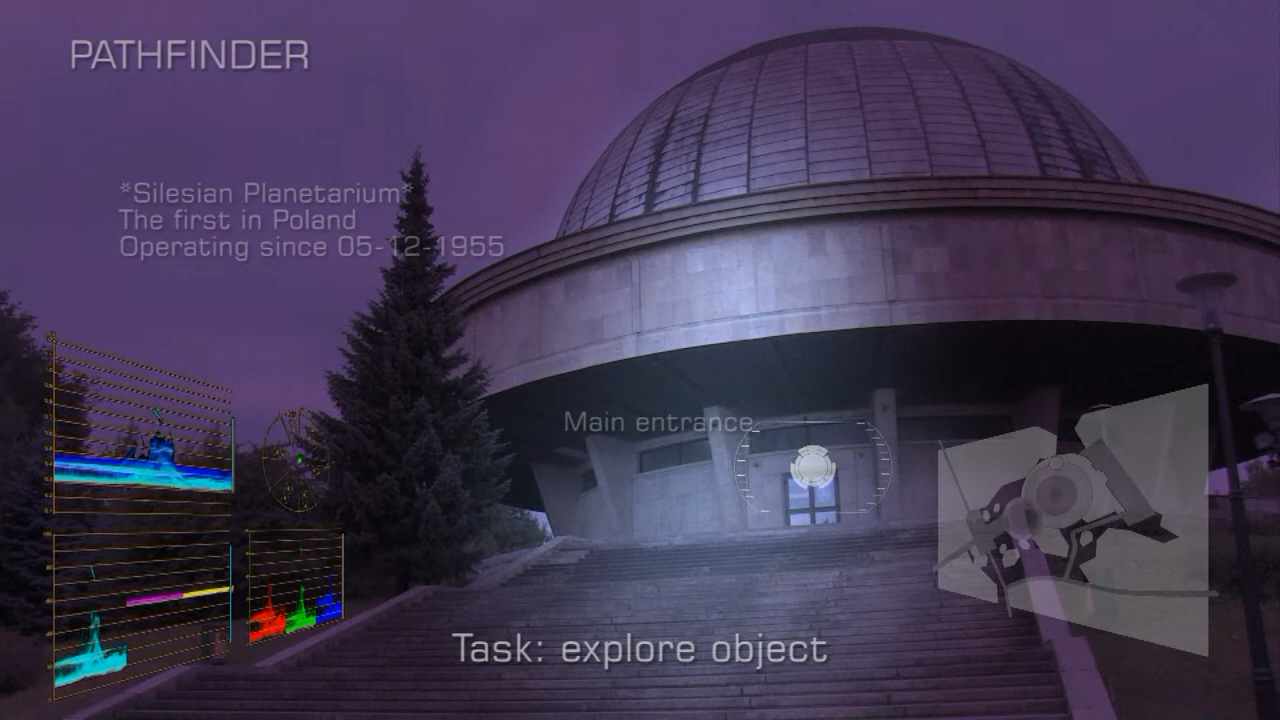 PATHFINDER
*Silesian Planetarium*
The first in Poland
Operating since 05-12-1955
Main entrance
Task: explore object